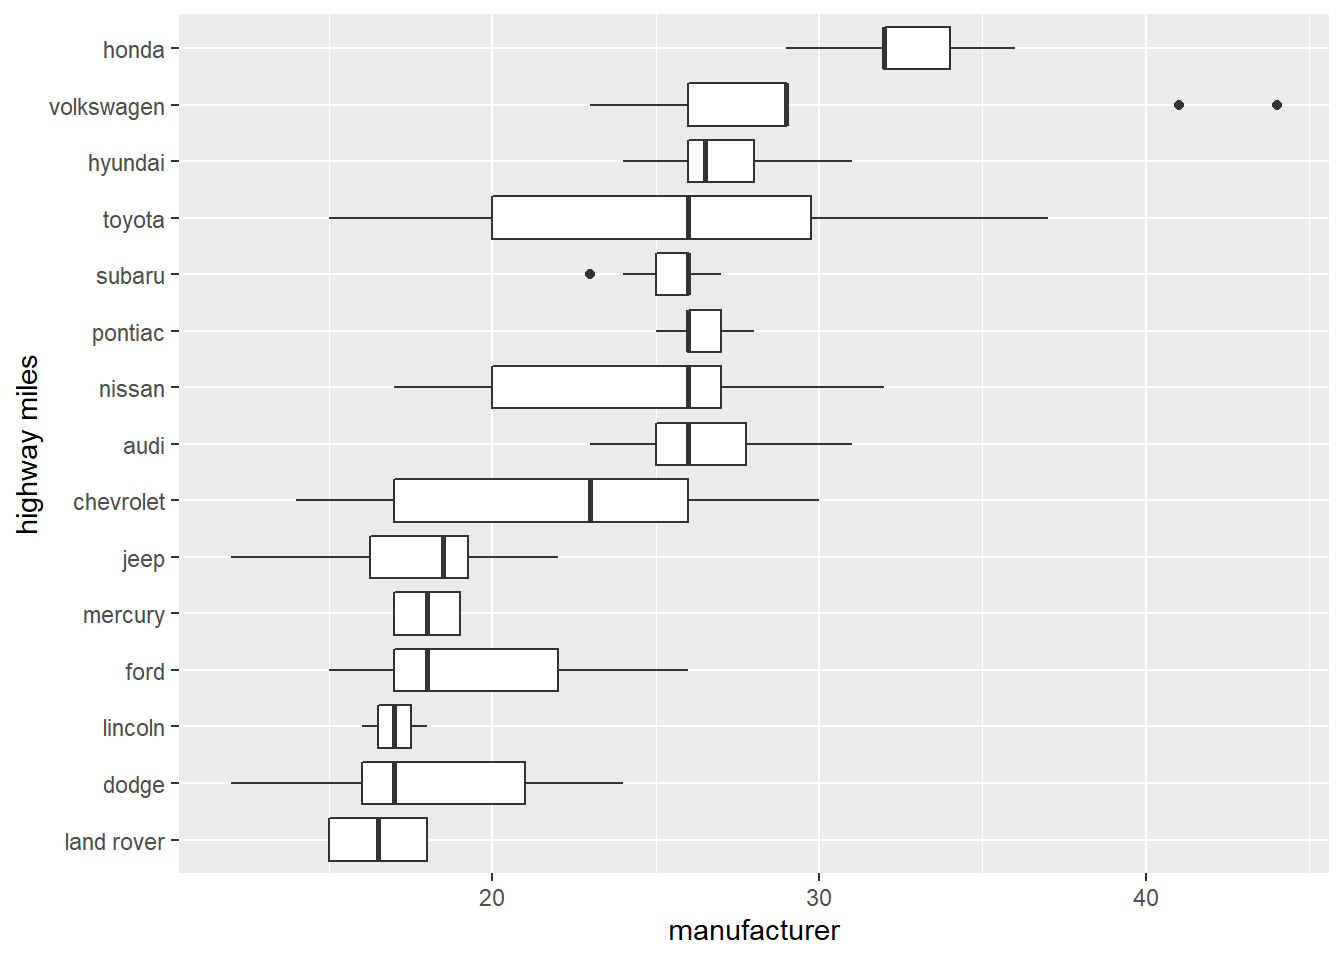 honda
volkswagen
hyundai
toyota
subaru
pontiac
nissan
audi
chevrolet
jeep
mercury
ford
lincoln
dodge
land rover
highway miles
20 30 40
manufacturer